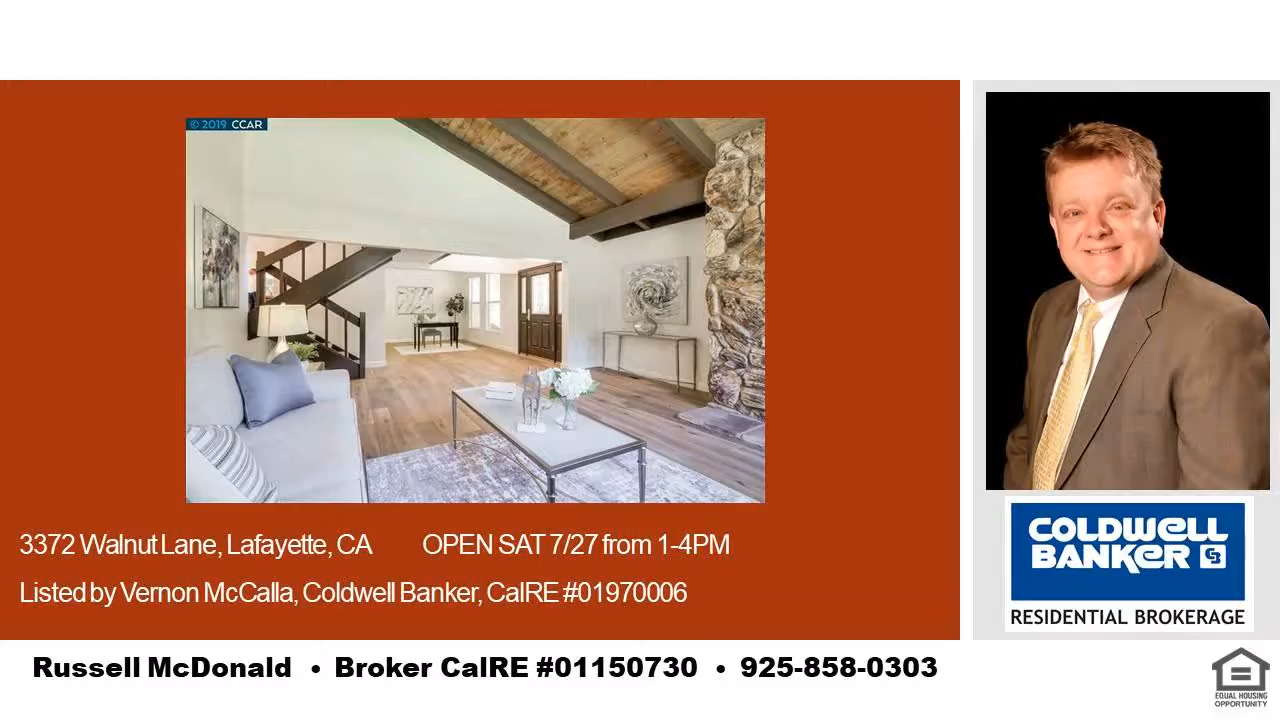 © 2019 CCAR
3372 Walnut Lane, Lafayette, CA OPEN SAT 7/27 from 1-4PM
Listed by Vernon McCalla, Coldwell Banker, CalRE #01970006
COLDWELL
BANKER CB
RESIDENTIAL BROKERAGE
Russell McDonald • Broker CalRE #01150730 • 925-858-0303
EQUAL HOUSING
OPPORTUNITY